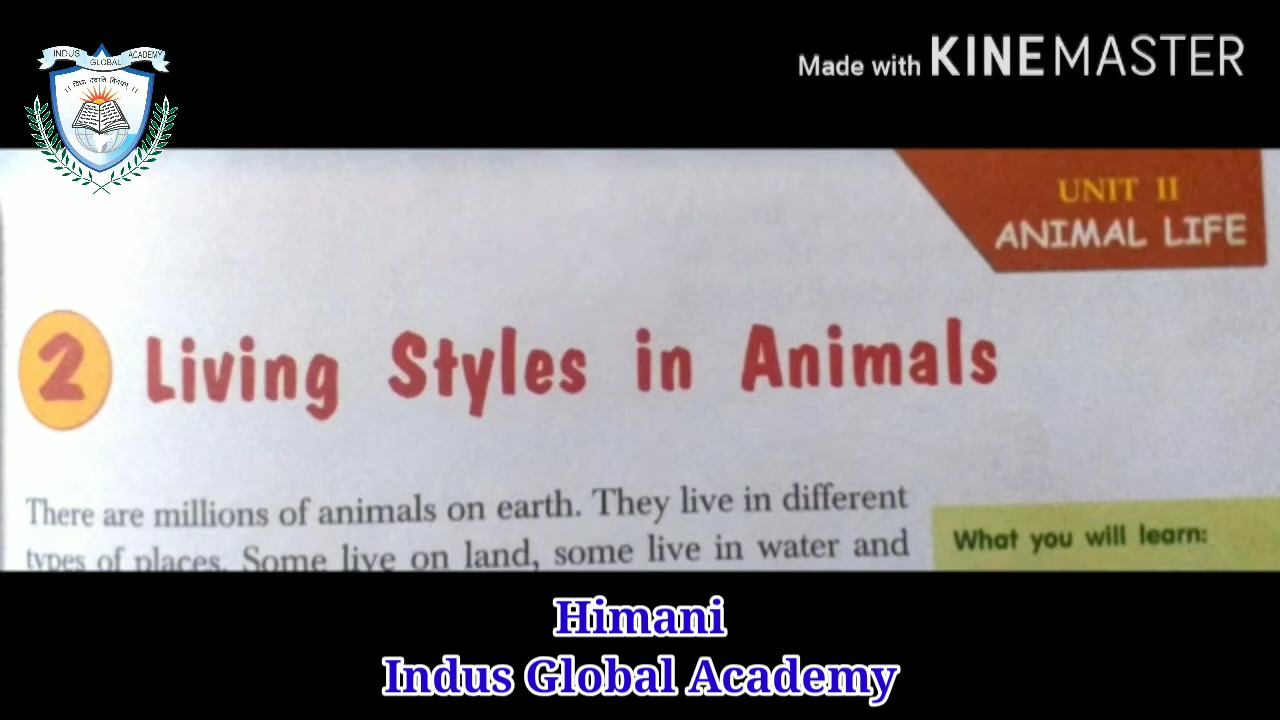 INDUS GLOBAL ACADEMY
Made with KINEMASTER
UNIT II
ANIMAL LIFE
2 Living Styles in Animals
There are millions of animals on earth. They live in different
types of places. Some live on land, some live in water and
What you will learn:
Himani
Indus Global Academy